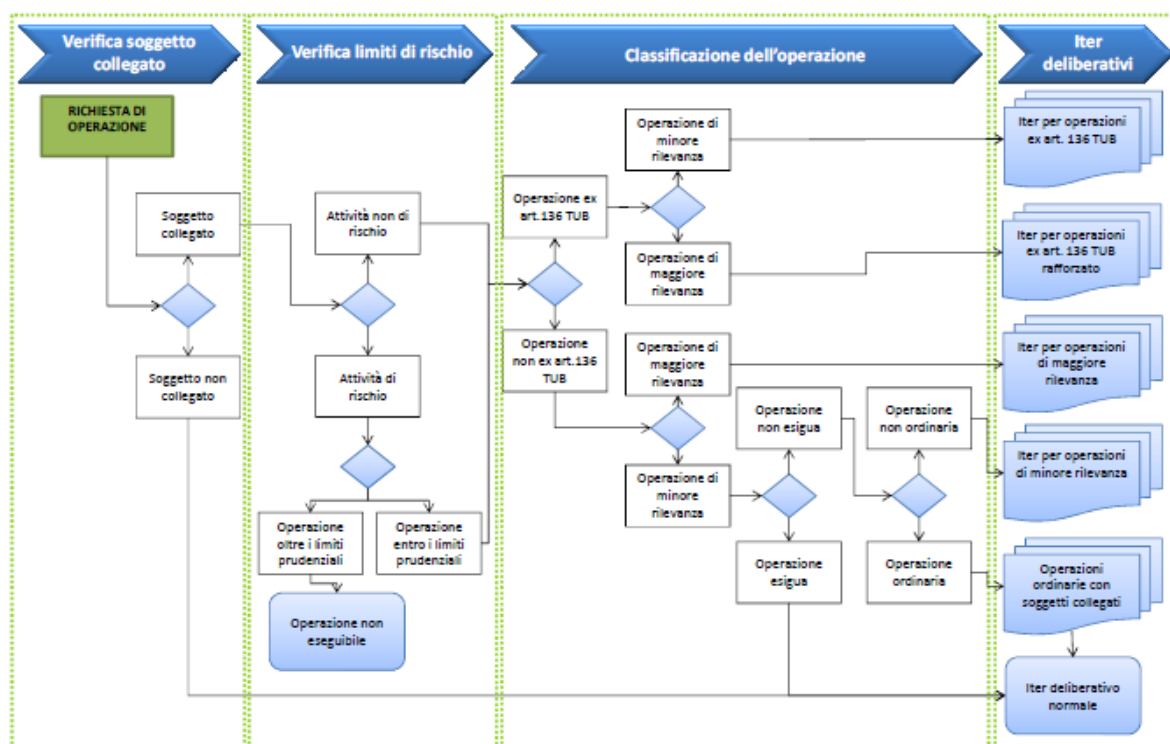 Verifica soggetto
collegato
Verifica limiti di rischio
Classificazione dell'operazione
Iter
deliberativi
RICHIESTA DI
OPERAZIONE
Soggetto
collegato
Soggetto non
collegato
Attività non di
rischio
Attività di
rischio
Operazione
oltre i limiti
prudenziali
Operazione
entro i limiti
prudenziali
Operazione non
eseguibile
Operazione ex
art.136 TUB
Operazione
non ex art.136
TUB
Operazione di
minore
rilevanza
Operazione di
maggiore
rilevanza
Operazione di
maggiore
rilevanza
Operazione di
minore
rilevanza
Operazione
non esigua
Operazione
esigua
Operazione
non ordinaria
Operazione
ordinaria
Iter per operazioni
ex art. 136 TUB
Iter per operazioni
ex art. 136 TUB
rafforzato
Iter per operazioni
di maggiore
rilevanza
Iter per operazioni
di minore rilevanza
Operazioni
ordinarie con
soggetti collegati
Iter deliberativo
normale